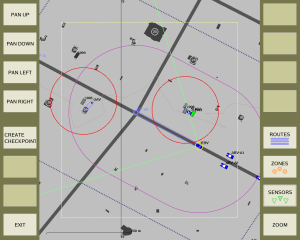 PAN UP
PAN DOWN
PAN LEFT
PAN RIGHT
CREATE
CHECKPOINT
EXIT
ROUTES
ZONES
SENSORS
ZOOM